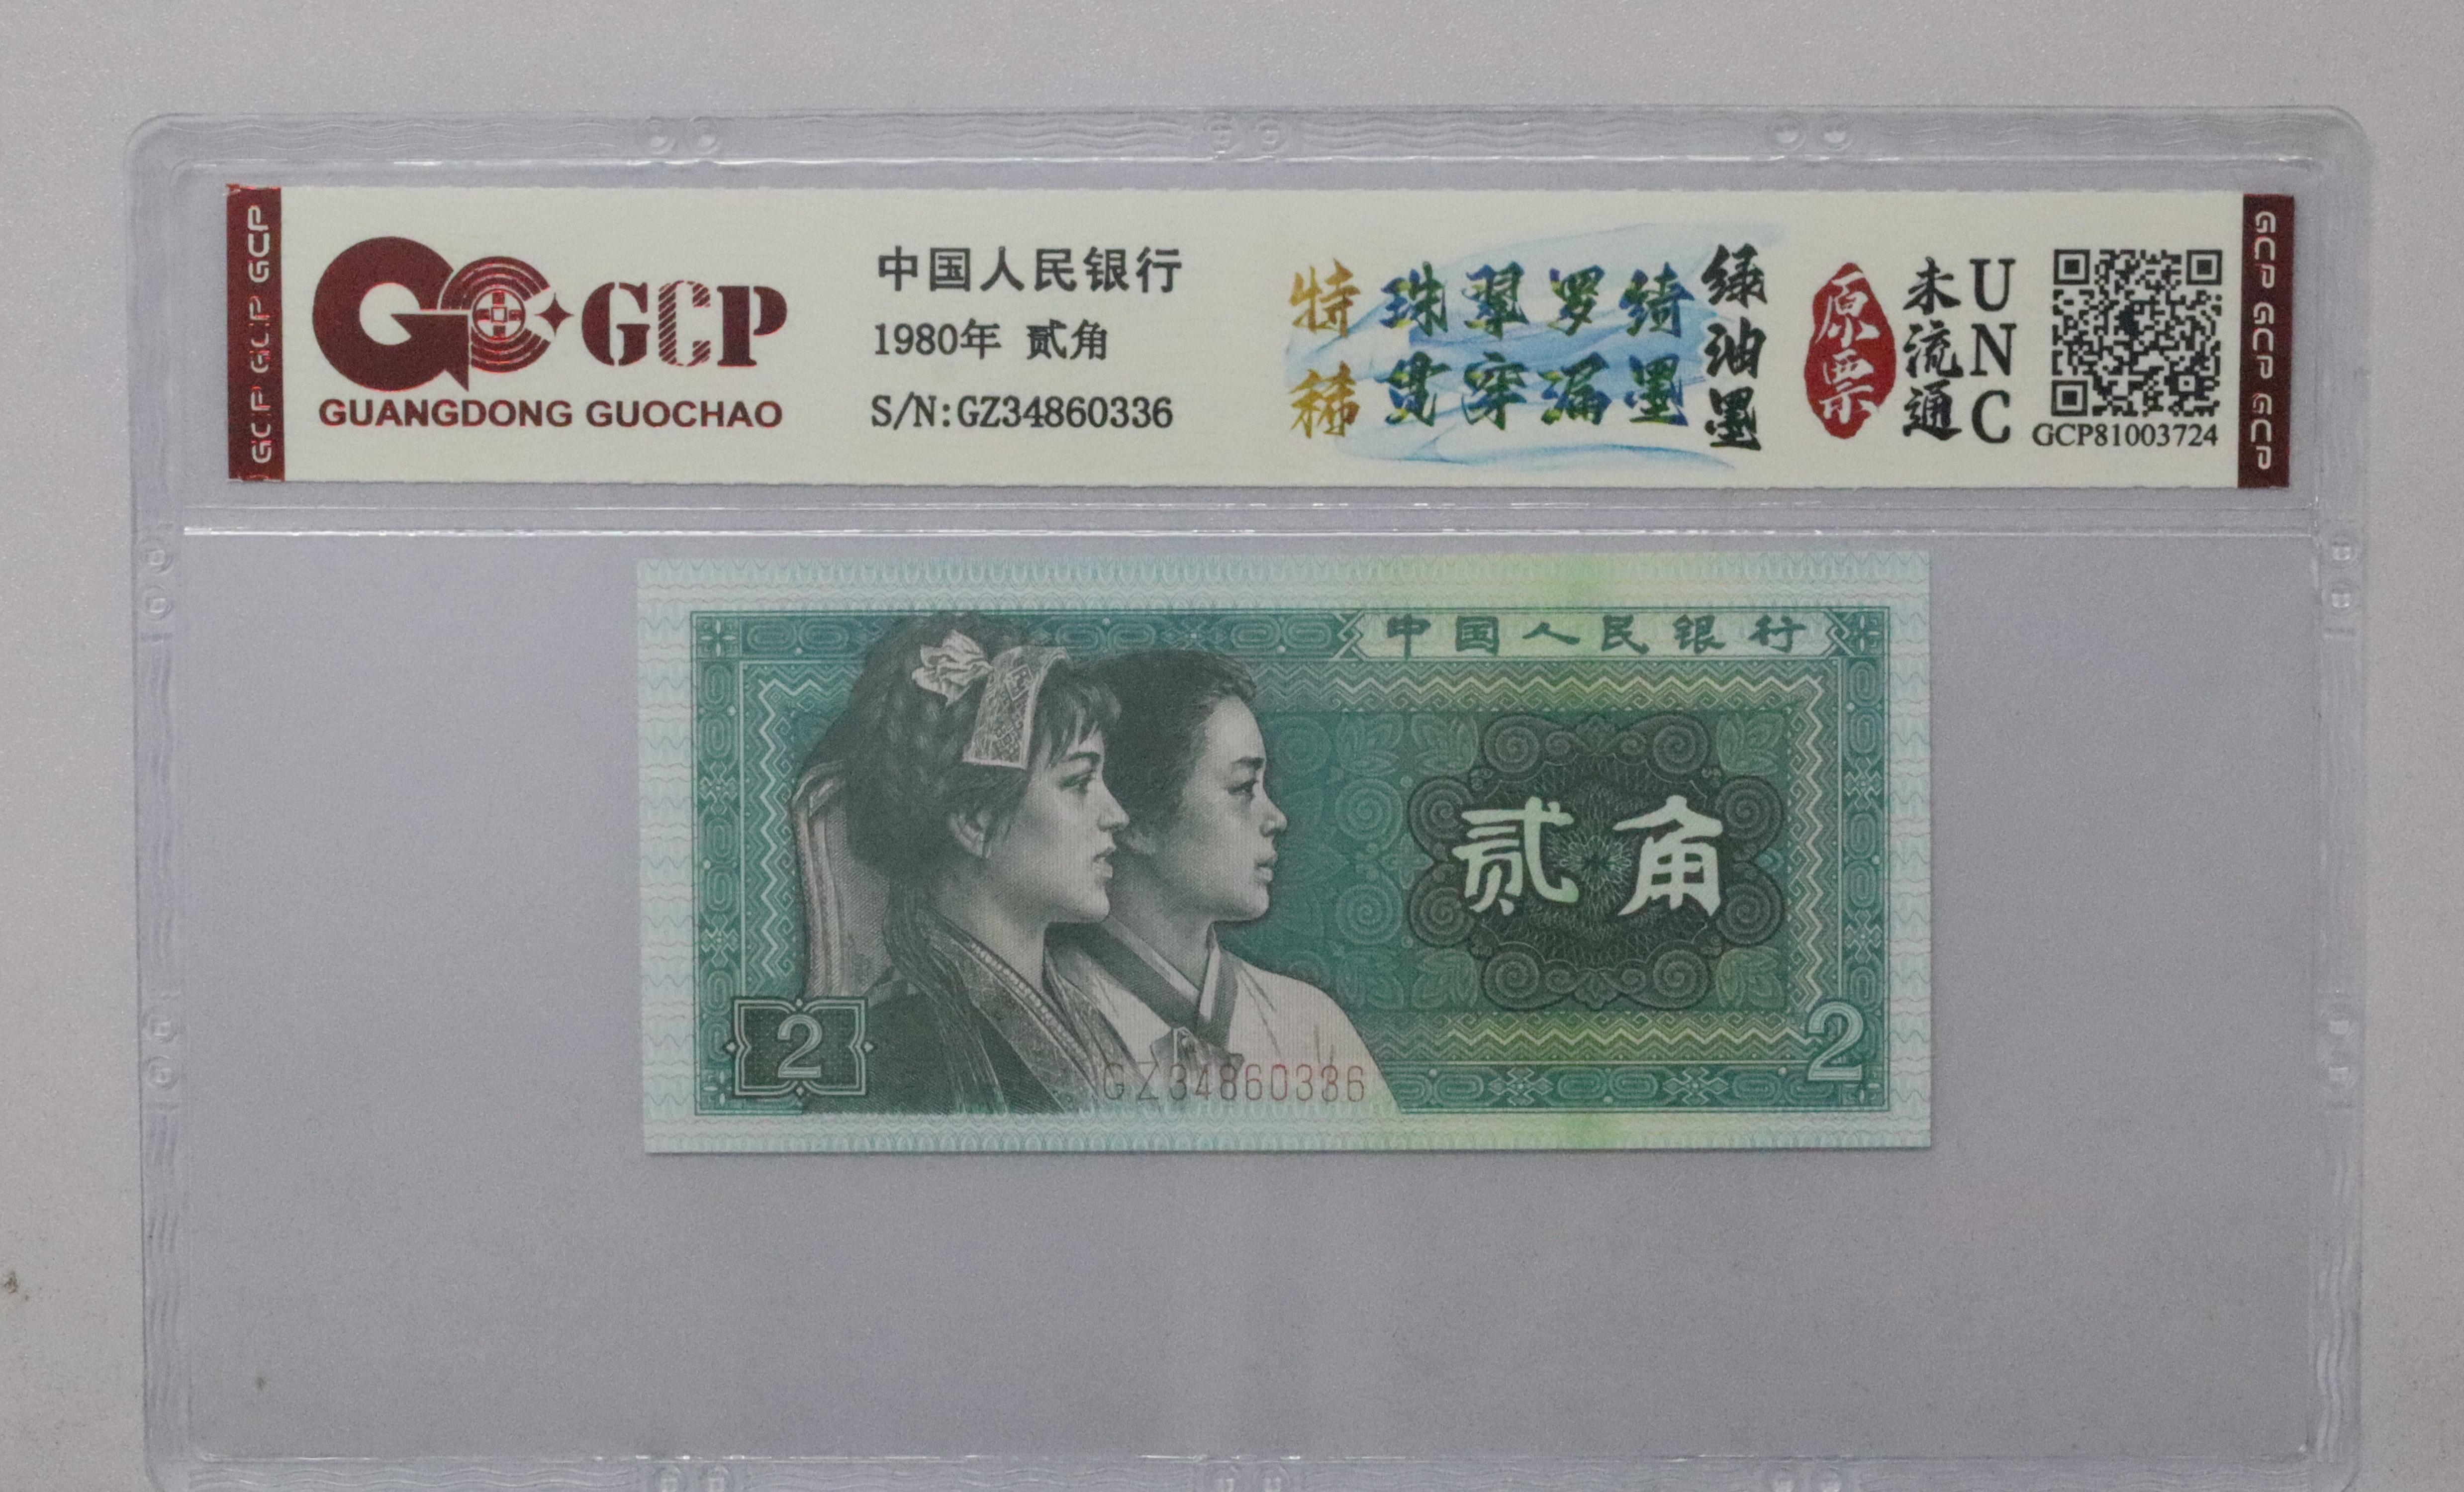 GCP GCP GCP
GCP
GUANGDONG GUOCHAO
中国人民银行
1980年 贰角
S/N:GZ34860336
特稀
珠翠罗绮
贯穿漏墨
绿油墨
原票
未流通
UNC
GCP81003724
GCP GCP GCP
中国人民银行
贰角
2
2
GZ34860336